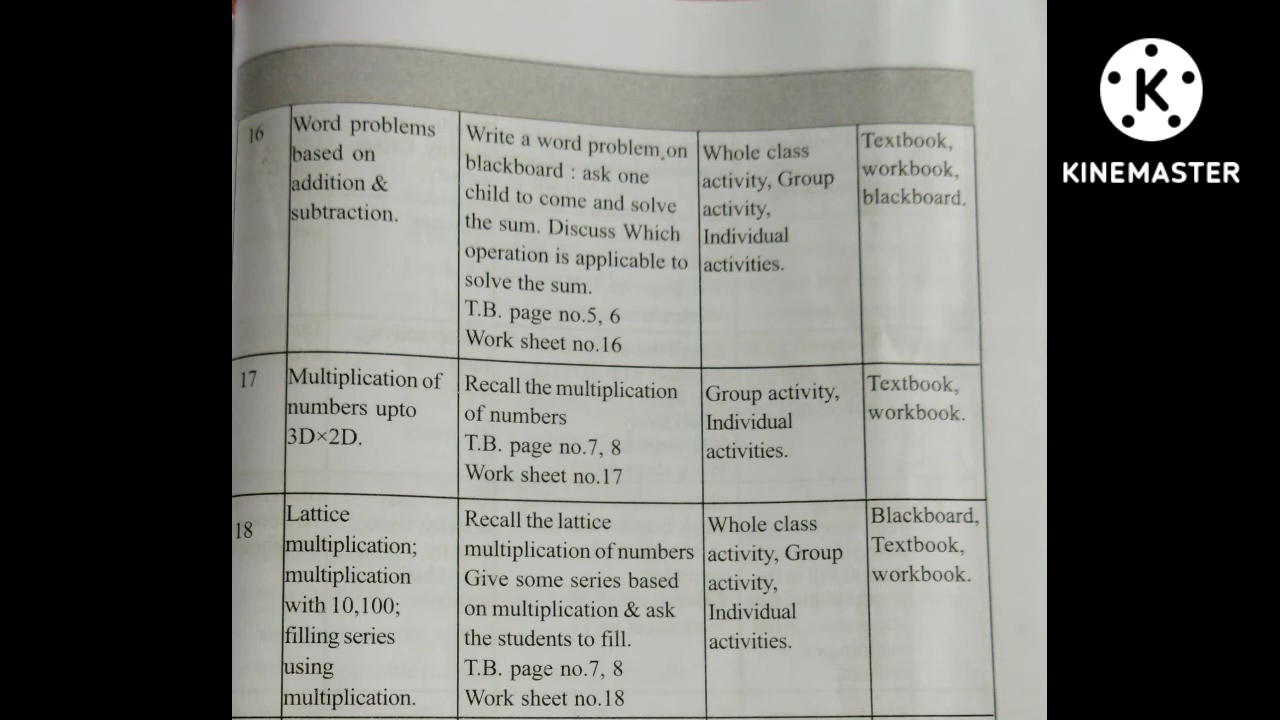 16
Word problems
based on
addition &
subtraction.
Write a word problem on
blackboard : ask one
child to come and solve
the sum. Discuss Which
operation is applicable to
solve the sum.
T.B. page no.5, 6
Work sheet no.16
Whole class
activity, Group
activity,
Individual
activities.
Textbook,
workbook,
blackboard.
17
Multiplication of
numbers upto
3D×2D.
Recall the multiplication
of numbers
T.B. page no.7, 8
Work sheet no.17
Group activity,
Individual
activities.
Textbook,
workbook.
18
Lattice
multiplication;
multiplication
with 10,100;
filling series
using
multiplication.
Recall the lattice
multiplication of numbers
Give some series based
on multiplication & ask
the students to fill.
T.B. page no.7, 8
Work sheet no.18
Whole class
activity, Group
activity,
Individual
activities.
Blackboard,
Textbook,
workbook.
K
KINEMASTER